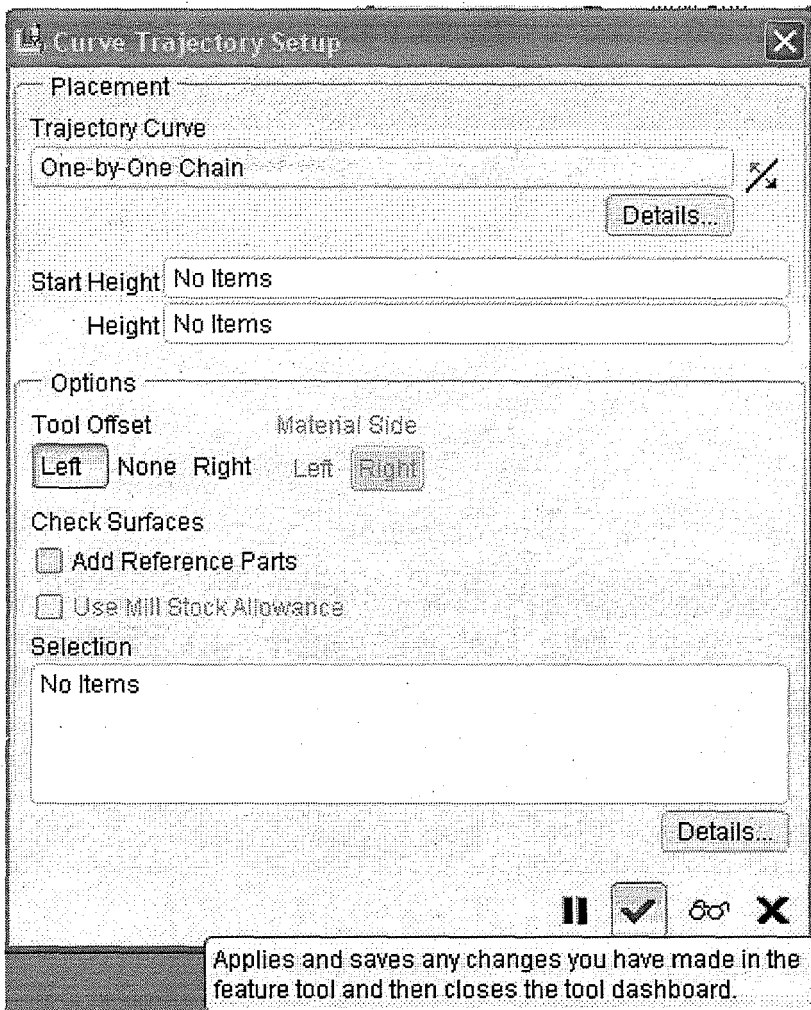 Curve Trajectory Setup
Placement
Trajectory Curve
One-by-One Chain
Details...
Start Height No Items
Height No Items
Options
Tool Offset Material Side
Left None Right Left Right
Check Surfaces
Add Reference Parts
Use Mill Stock Allowance
Selection
No Items
Details...
Applies and saves any changes you have made in the
feature tool and then closes the tool dashboard.